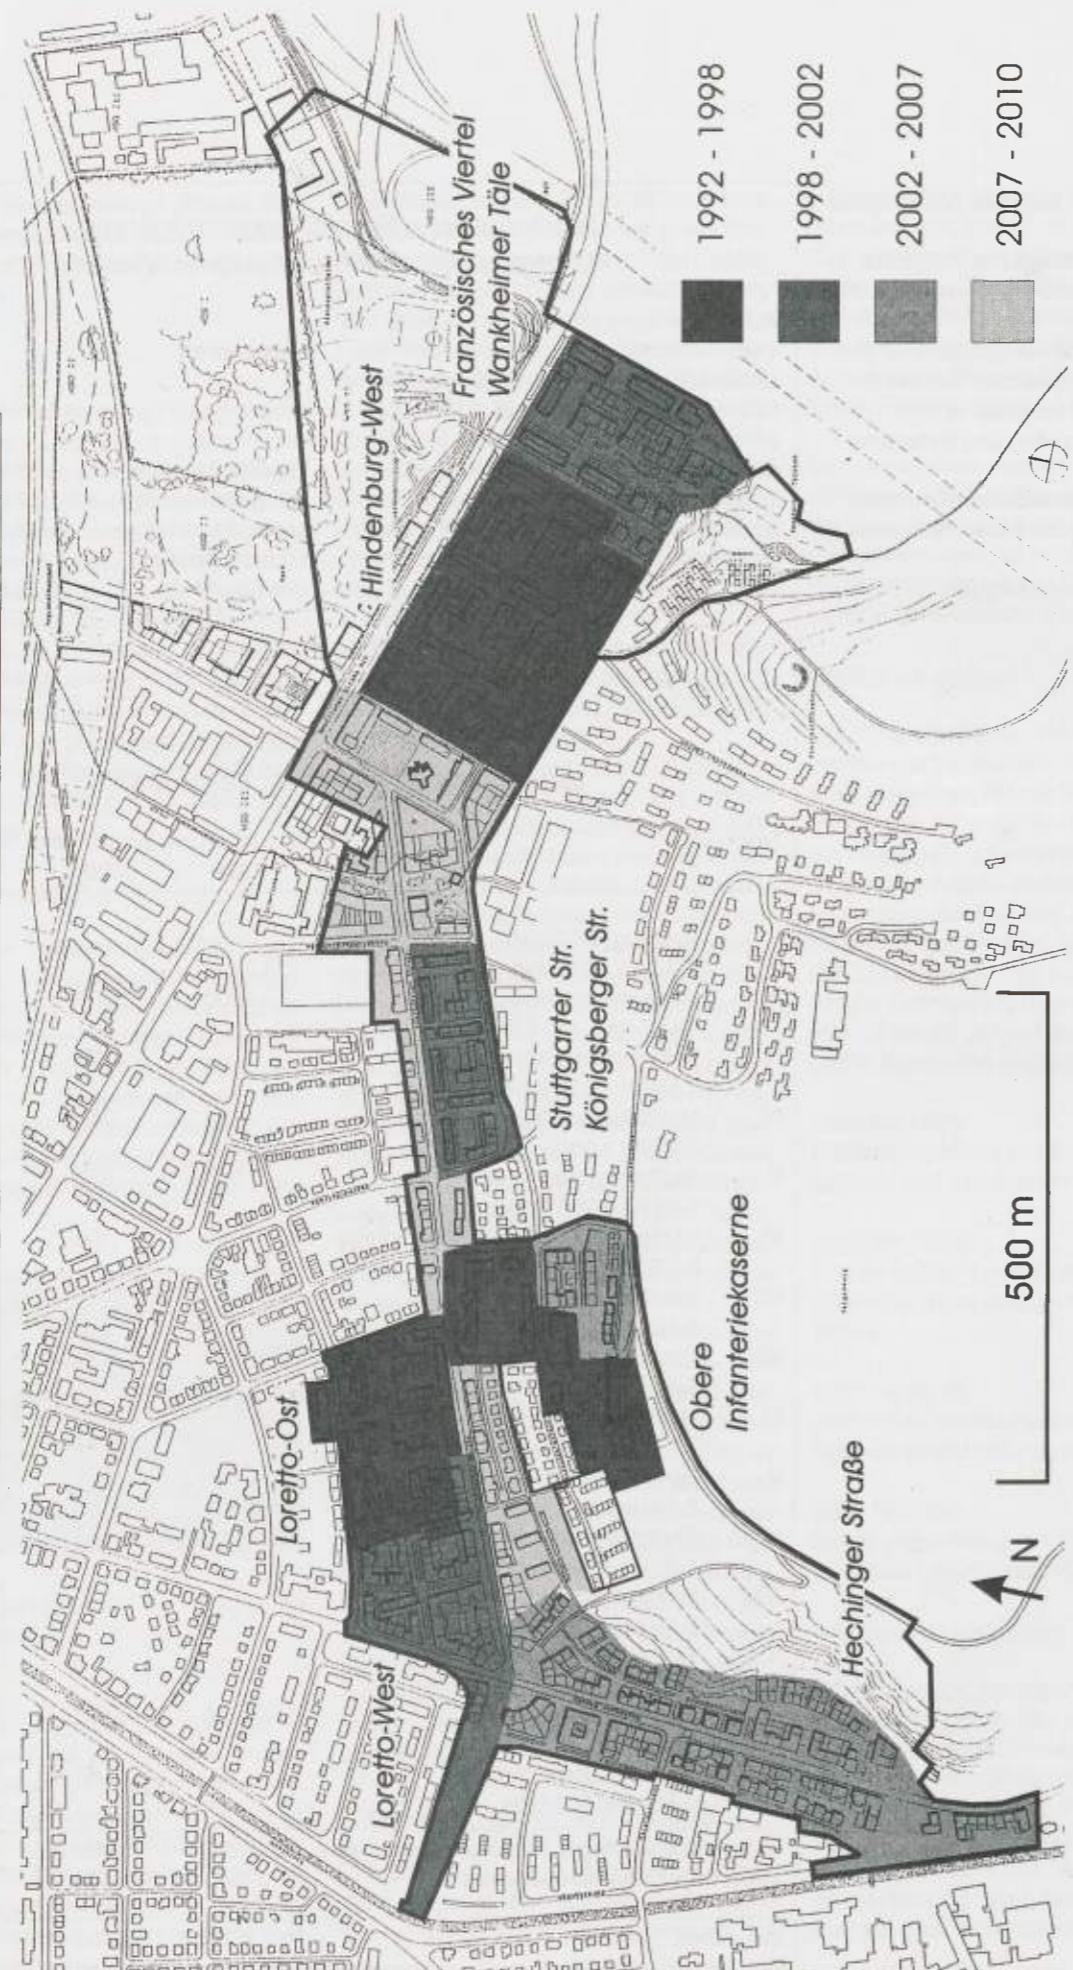 Loretto-West
Loretto-Ost
Hindenburg-West
Französisches Viertel
Wankheimer Täle
Stuttgarter Str.
Königsberger Str.
Obere
Infanteriekaserne
Hechinger Straße
N
500 m
1992 - 1998
1998 - 2002
2002 - 2007
2007 - 2010